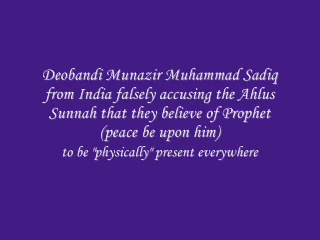 Deobandi Munazir Muhammad Sadiq
from India falsely accusing the Ahlus
Sunnah that they believe of Prophet
(peace be upon him)
to be "physically" present everywhere